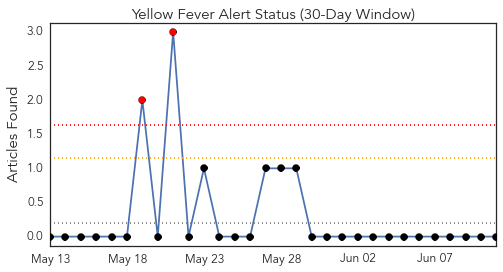 Yellow Fever Alert Status (30-Day Window)
Articles Found
3.0
2.5
2.0
1.5
1.0
0.5
0.0
May 13 May 18 May 23 May 28 Jun 02 Jun 07